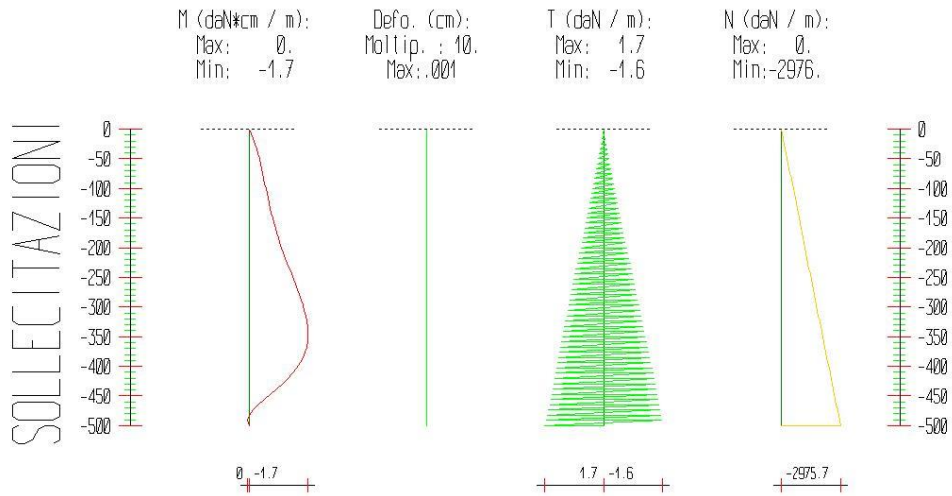 M (daN*cm / m):
Max: 0.
Min: -1.7
Defo. (cm):
Moltip. : 10.
Max:.001
T (daN / m):
Max: 1.7
Min: -1.6
N (daN / m):
Max: 0.
Min:-2976.
SOLLECITAZIONI
0
-50
-100
-150
-200
-250
-300
-350
-400
-450
-500
0
-50
-100
-150
-200
-250
-300
-350
-400
-450
-500
0 -1.7
1.7 -1.6
-2975.7